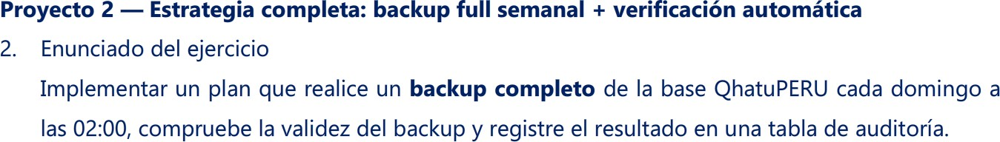 Proyecto 2 — Estrategia completa: backup full semanal + verificación automática
2. Enunciado del ejercicio
Implementar un plan que realice un backup completo de la base QhatuPERU cada domingo a
las 02:00, compruebe la validez del backup y registre el resultado en una tabla de auditoría.